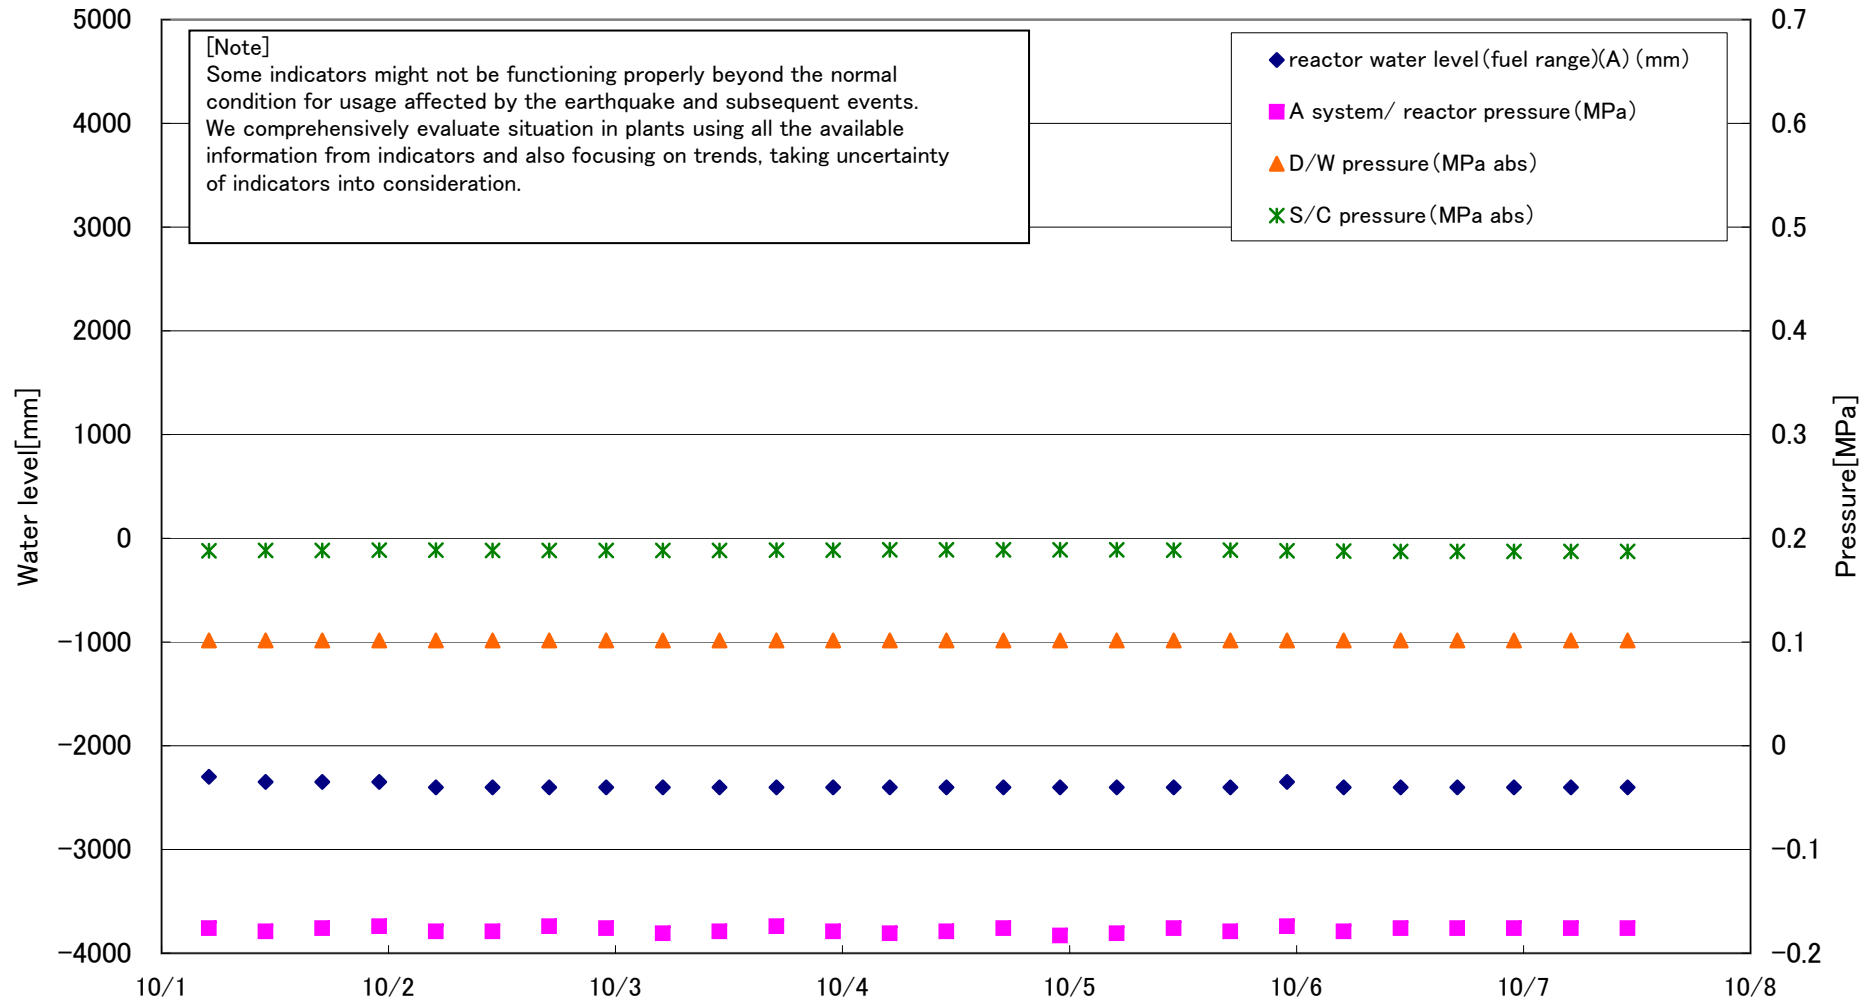 5000
4000
3000
2000
1000
0
-1000
-2000
-3000
-4000
Water level[mm]
[Note]
Some indicators might not be functioning properly beyond the normal
condition for usage affected by the earthquake and subsequent events.
We comprehensively evaluate situation in plants using all the available
information from indicators and also focusing on trends, taking uncertainty
of indicators into consideration.
reactor water level(fuel range)(A) (mm)
A system/ reactor pressure(MPa)
D/W pressure(MPa abs)
S/C pressure(MPa abs)
0.7
0.6
0.5
0.4
0.3
0.2
0.1
0
-0.1
-0.2
Pressure[MPa]
10/1 10/2 10/3 10/4 10/5 10/6 10/7 10/8